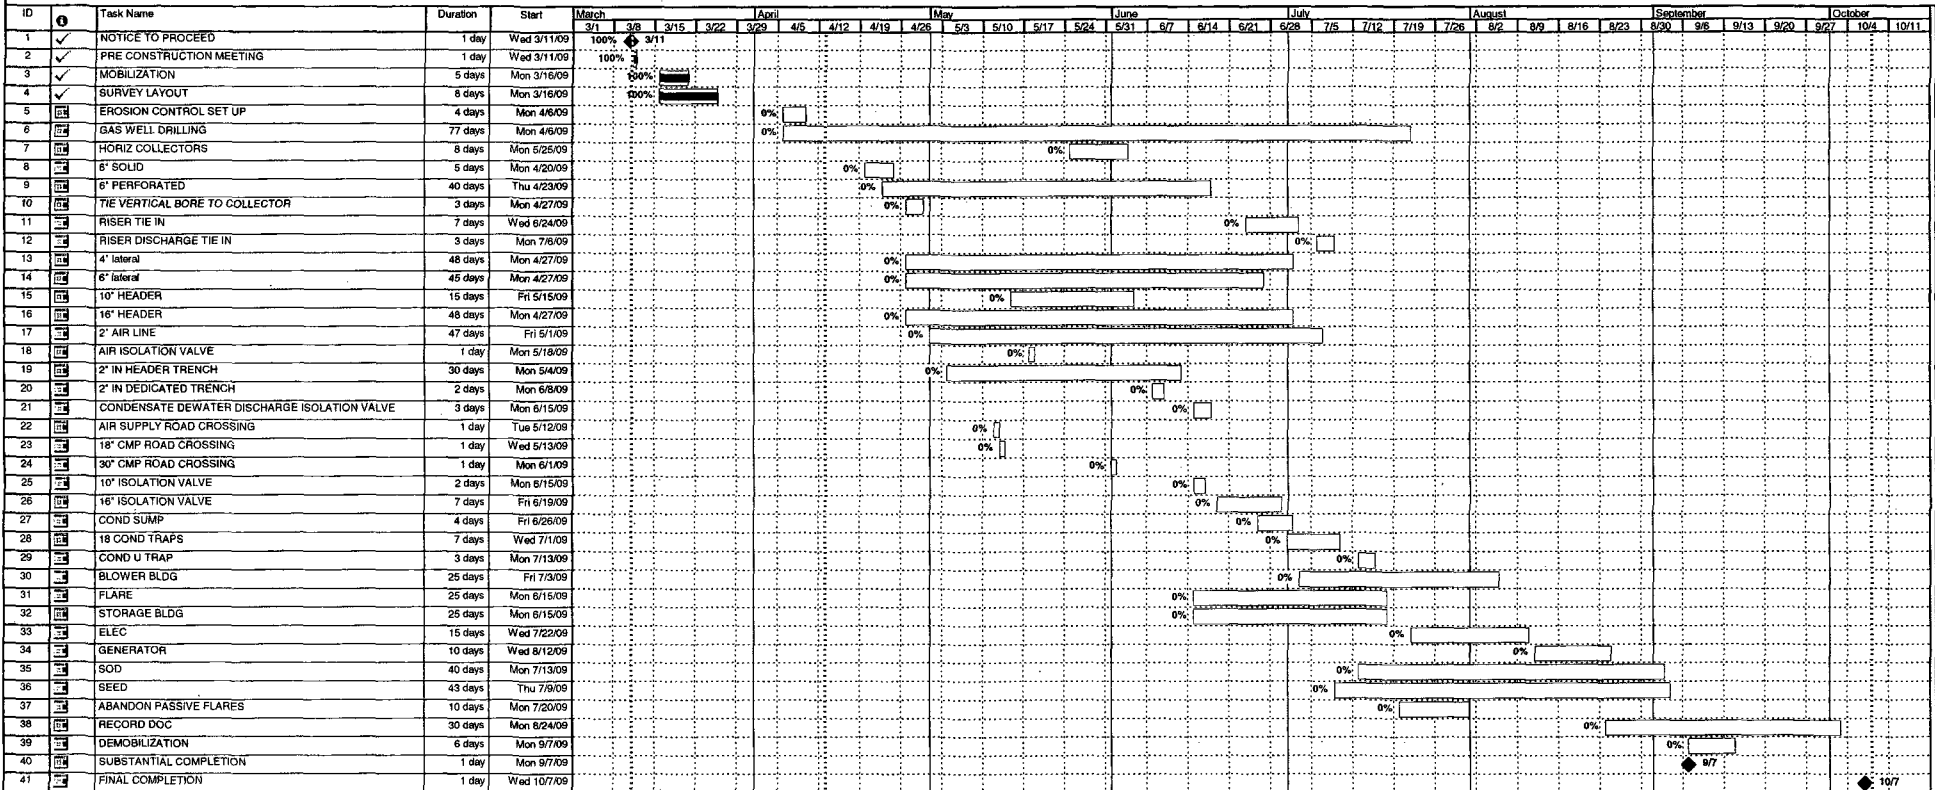 ID Task Name Duration Start March April May June July August September October
3/1 3/8 3/15 3/22 3/29 4/5 4/12 4/19 4/26 5/3 5/10 5/17 5/24 5/31 6/7 6/14 6/21 6/28 7/5 7/12 7/19 7/26 8/2 8/9 8/16 8/23 8/30 9/6 9/13 9/20 9/27 10/4 10/11
1 NOTICE TO PROCEED 1 day Wed 3/11/09 100% 3/11
2 PRE CONSTRUCTION MEETING 1 day Wed 3/11/09 100%
3 MOBILIZATION 5 days Mon 3/16/09 100%
4 SURVEY LAYOUT 8 days Mon 3/16/09 100%
5 EROSION CONTROL SET UP 4 days Mon 4/6/09 0%
6 GAS WELL DRILLING 77 days Mon 4/6/09 0%
7 HORIZ COLLECTORS 8 days Mon 5/25/09 0%
8 6" SOLID 5 days Mon 4/20/09 0%
9 6" PERFORATED 40 days Thu 4/23/09 0%
10 TIE VERTICAL BORE TO COLLECTOR 3 days Mon 4/27/09 0%
11 RISER TIE IN 7 days Wed 6/24/09 0%
12 RISER DISCHARGE TIE IN 3 days Mon 7/6/09 0%
13 4" lateral 48 days Mon 4/27/09 0%
14 6" lateral 45 days Mon 4/27/09 0%
15 10" HEADER 15 days Fri 5/15/09 0%
16 16" HEADER 48 days Mon 4/27/09 0%
17 2" AIR LINE 47 days Fri 5/1/09 0%
18 AIR ISOLATION VALVE 1 day Mon 5/18/09 0%
19 2" IN HEADER TRENCH 30 days Mon 5/4/09 0%
20 2" IN DEDICATED TRENCH 2 days Mon 6/8/09 0%
21 CONDENSATE DEWATER DISCHARGE ISOLATION VALVE 3 days Mon 6/15/09 0%
22 AIR SUPPLY ROAD CROSSING 1 day Tue 5/12/09 0%
23 18" CMP ROAD CROSSING 1 day Wed 5/13/09 0%
24 30" CMP ROAD CROSSING 1 day Mon 6/1/09 0%
25 10" ISOLATION VALVE 2 days Mon 6/15/09 0%
26 16" ISOLATION VALVE 7 days Fri 6/19/09 0%
27 COND SUMP 4 days Fri 6/26/09 0%
28 18 COND TRAPS 7 days Wed 7/1/09 0%
29 COND U TRAP 3 days Mon 7/13/09 0%
30 BLOWER BLDG 25 days Fri 7/3/09 0%
31 FLARE 25 days Mon 6/15/09 0%
32 STORAGE BLDG 25 days Mon 6/15/09 0%
33 ELEC 15 days Wed 7/22/09 0%
34 GENERATOR 10 days Wed 8/12/09 0%
35 SOD 40 days Mon 7/13/09 0%
36 SEED 43 days Thu 7/9/09 0%
37 ABANDON PASSIVE FLARES 10 days Mon 7/20/09 0%
38 RECORD DOC 30 days Mon 8/24/09 0%
39 DEMOBILIZATION 6 days Mon 9/7/09 0%
40 SUBSTANTIAL COMPLETION 1 day Mon 9/7/09 9/7
41 FINAL COMPLETION 1 day Wed 10/7/09 10/7